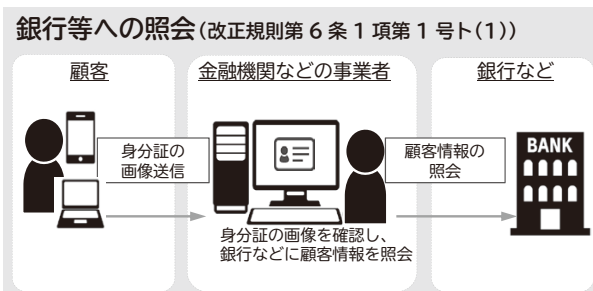 銀行等への照会(改正規則第6条1項第1号ト(1))
顧客
金融機関などの事業者
銀行など
身分証の
画像送信
顧客情報の
照会
BANK
身分証の画像を確認し、
銀行などに顧客情報を照会